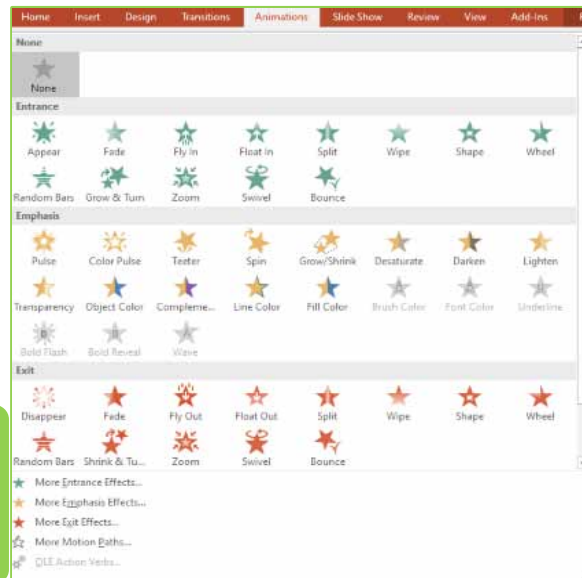 Home Insert Design Transitions Animations Slide Show Review View Add-Ins
None
None
Entrance
Appear Fade Fly In Float In Split Wipe Shape Wheel
Random Bars Grow & Turn Zoom Swivel Bounce
Emphasis
Pulse Color Pulse Teeter Spin Grow/Shrink Desaturate Darken Lighten
Transparency Object Color Compleme... Line Color Fill Color Brush Color Font Color Underline
Bold Flash Bold Reveal Wave
Exit
Disappear Fade Fly Out Float Out Split Wipe Shape Wheel
Random Bars Shrink & Tu... Zoom Swivel Bounce
More Entrance Effects...
More Emphasis Effects...
More Exit Effects...
More Motion Paths...
OLE Action Verbs...